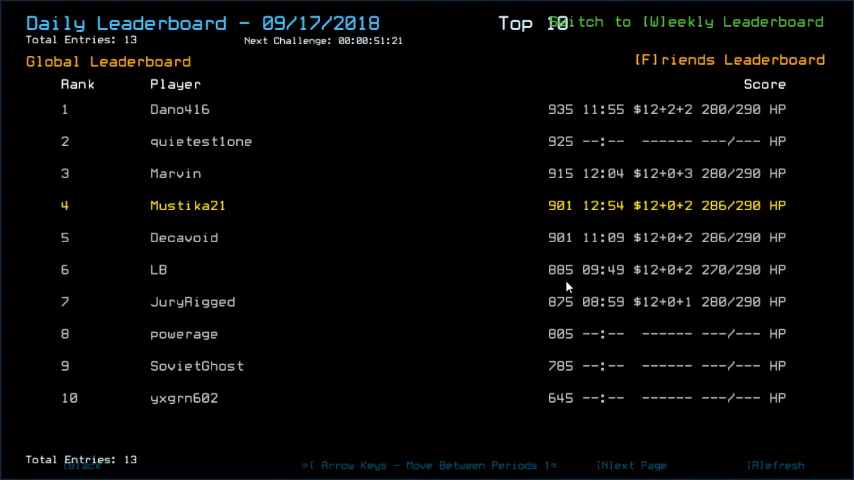 Daily Leaderboard - 09/17/2018 Top 10 Switch to [W]eekly Leaderboard
Total Entries: 13 Next Challenge: 00:00:51:21
Global Leaderboard [F]riends Leaderboard
Rank Player Score
1 Dano416 935 11:55 $12+2+2 280/290 HP
2 quietest1one 925 --:-- ------ ---/--- HP
3 Marvin 915 12:04 $12+0+3 280/290 HP
4 Mustika21 901 12:54 $12+0+2 286/290 HP
5 Decavoid 901 11:09 $12+0+2 286/290 HP
6 LB 885 09:49 $12+0+2 270/290 HP
7 JuryRigged 875 08:59 $12+0+1 280/290 HP
8 powerage 805 --:-- ------ ---/--- HP
9 SovietGhost 785 --:-- ------ ---/--- HP
10 yxgrn602 645 --:-- ------ ---/--- HP
Total Entries: 13
[B]ack =[ Arrow Keys - Move Between Periods ]= [N]ext Page [R]efresh